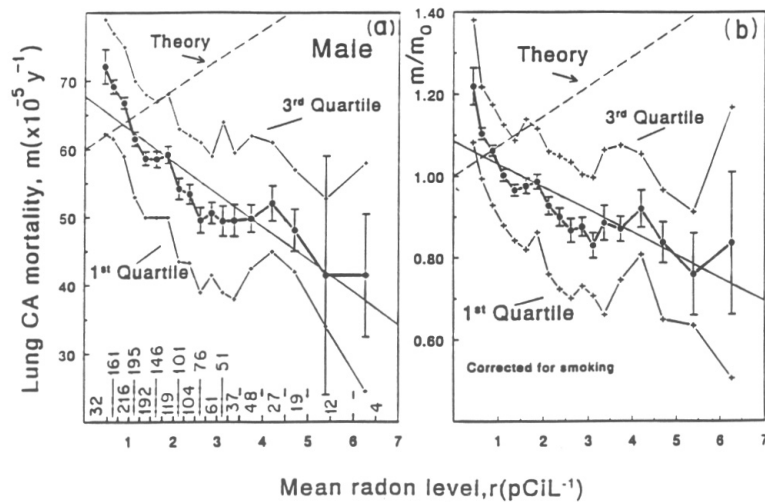 (a)
Theory
Male
3rd Quartile
1st Quartile
Lung CA mortality, m(x10-5 y-1)
70
60
50
40
30
32
161
216
195
192
146
119
101
104
76
61
51
37
48
27
19
12
4
1 2 3 4 5 6 7
(b)
Theory
3rd Quartile
1st Quartile
Corrected for smoking
m/mo
1.40
1.20
1.00
0.80
0.60
1 2 3 4 5 6 7
Mean radon level,r(pCiL-1)